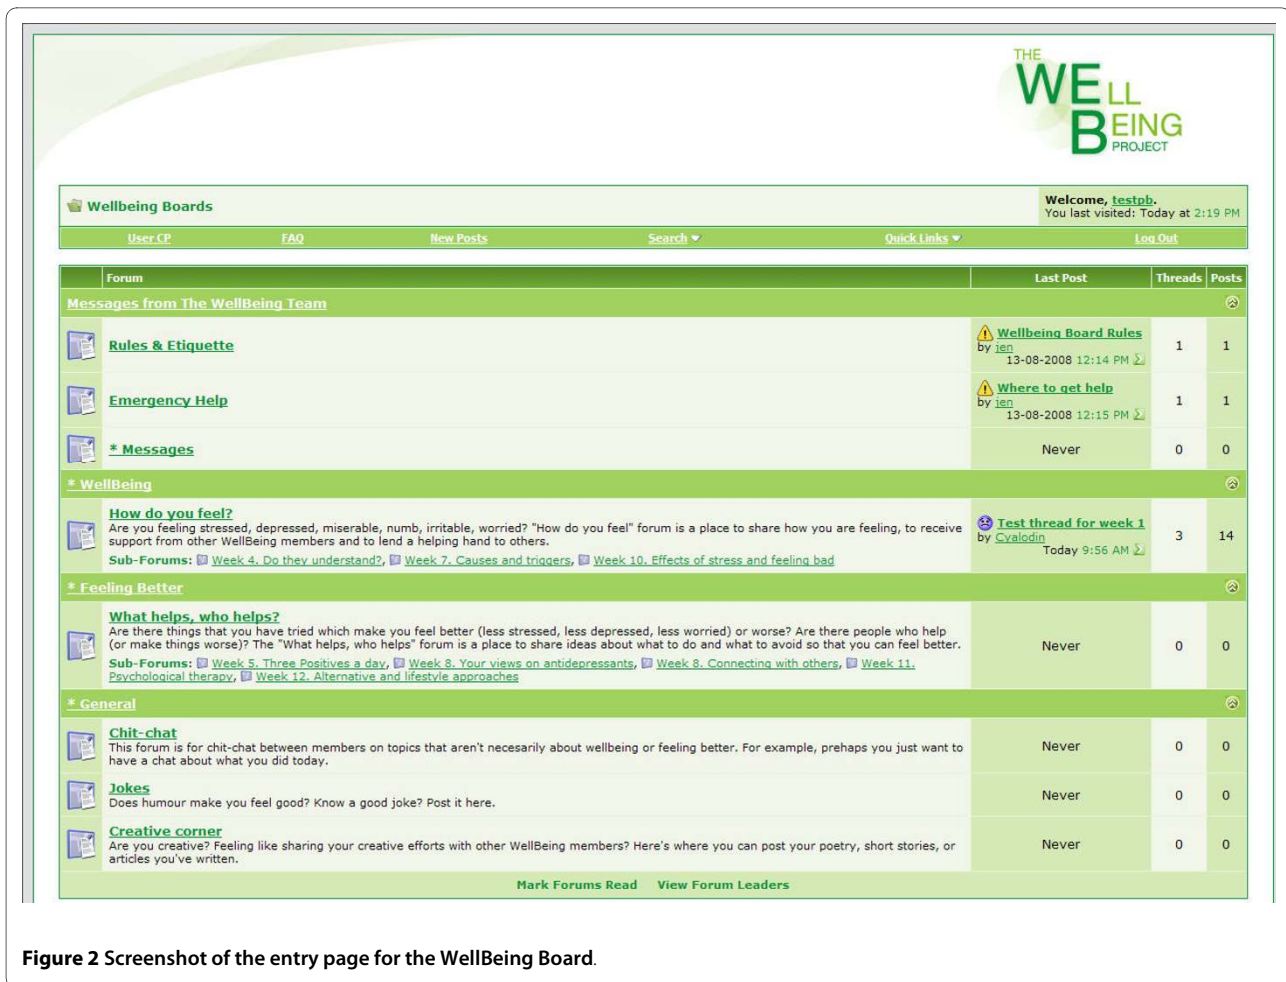 THE
WELL
BEING
PROJECT
Wellbeing Boards
Welcome, testpb.
You last visited: Today at 2:19 PM
User CP FAQ New Posts Search Quick Links Log Out
Forum Last Post Threads Posts
Messages from The WellBeing Team
Rules & Etiquette
Wellbeing Board Rules
by jen
13-08-2008 12:14 PM
1 1
Emergency Help
Where to get help
by jen
13-08-2008 12:15 PM
1 1
* Messages Never 0 0
* WellBeing
How do you feel?
Are you feeling stressed, depressed, miserable, numb, irritable, worried? "How do you feel" forum is a place to share how you are feeling, to receive
support from other WellBeing members and to lend a helping hand to others.
Sub-Forums: Week 4. Do they understand?, Week 7. Causes and triggers, Week 10. Effects of stress and feeling bad
Test thread for week 1
by Cyalodin
Today 9:56 AM
3 14
* Feeling Better
What helps, who helps?
Are there things that you have tried which make you feel better (less stressed, less depressed, less worried) or worse? Are there people who help
(or make things worse)? The "What helps, who helps" forum is a place to share ideas about what to do and what to avoid so that you can feel better.
Sub-Forums: Week 5. Three Positives a day, Week 8. Your views on antidepressants, Week 8. Connecting with others, Week 11.
Psychological therapy, Week 12. Alternative and lifestyle approaches
Never 0 0
* General
Chit-chat
This forum is for chit-chat between members on topics that aren't necesarily about wellbeing or feeling better. For example, prehaps you just want to
have a chat about what you did today.
Never 0 0
Jokes
Does humour make you feel good? Know a good joke? Post it here.
Never 0 0
Creative corner
Are you creative? Feeling like sharing your creative efforts with other WellBeing members? Here's where you can post your poetry, short stories, or
articles you've written.
Never 0 0
Mark Forums Read View Forum Leaders
Figure 2 Screenshot of the entry page for the WellBeing Board.